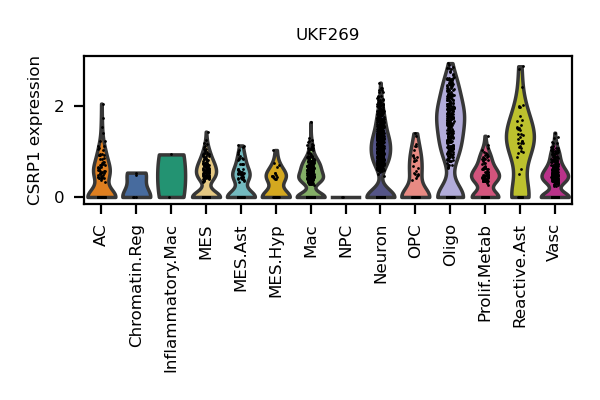 UKF269
CSRP1 expression
2
0
AC
Chromatin.Reg
Inflammatory.Mac
MES
MES.Ast
MES.Hyp
Mac
NPC
Neuron
OPC
Oligo
Prolif.Metab
Reactive.Ast
Vasc